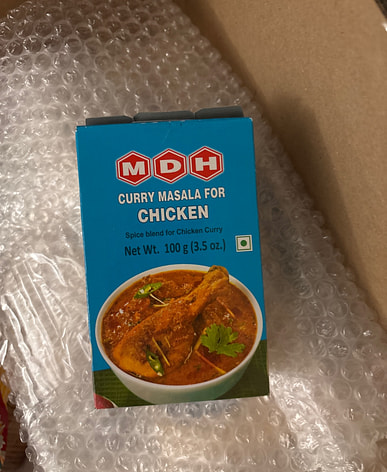 MDH
CURRY MASALA FOR
CHICKEN
Spice blend for Chicken Curry
Net Wt. 100 g (3.5 oz.)